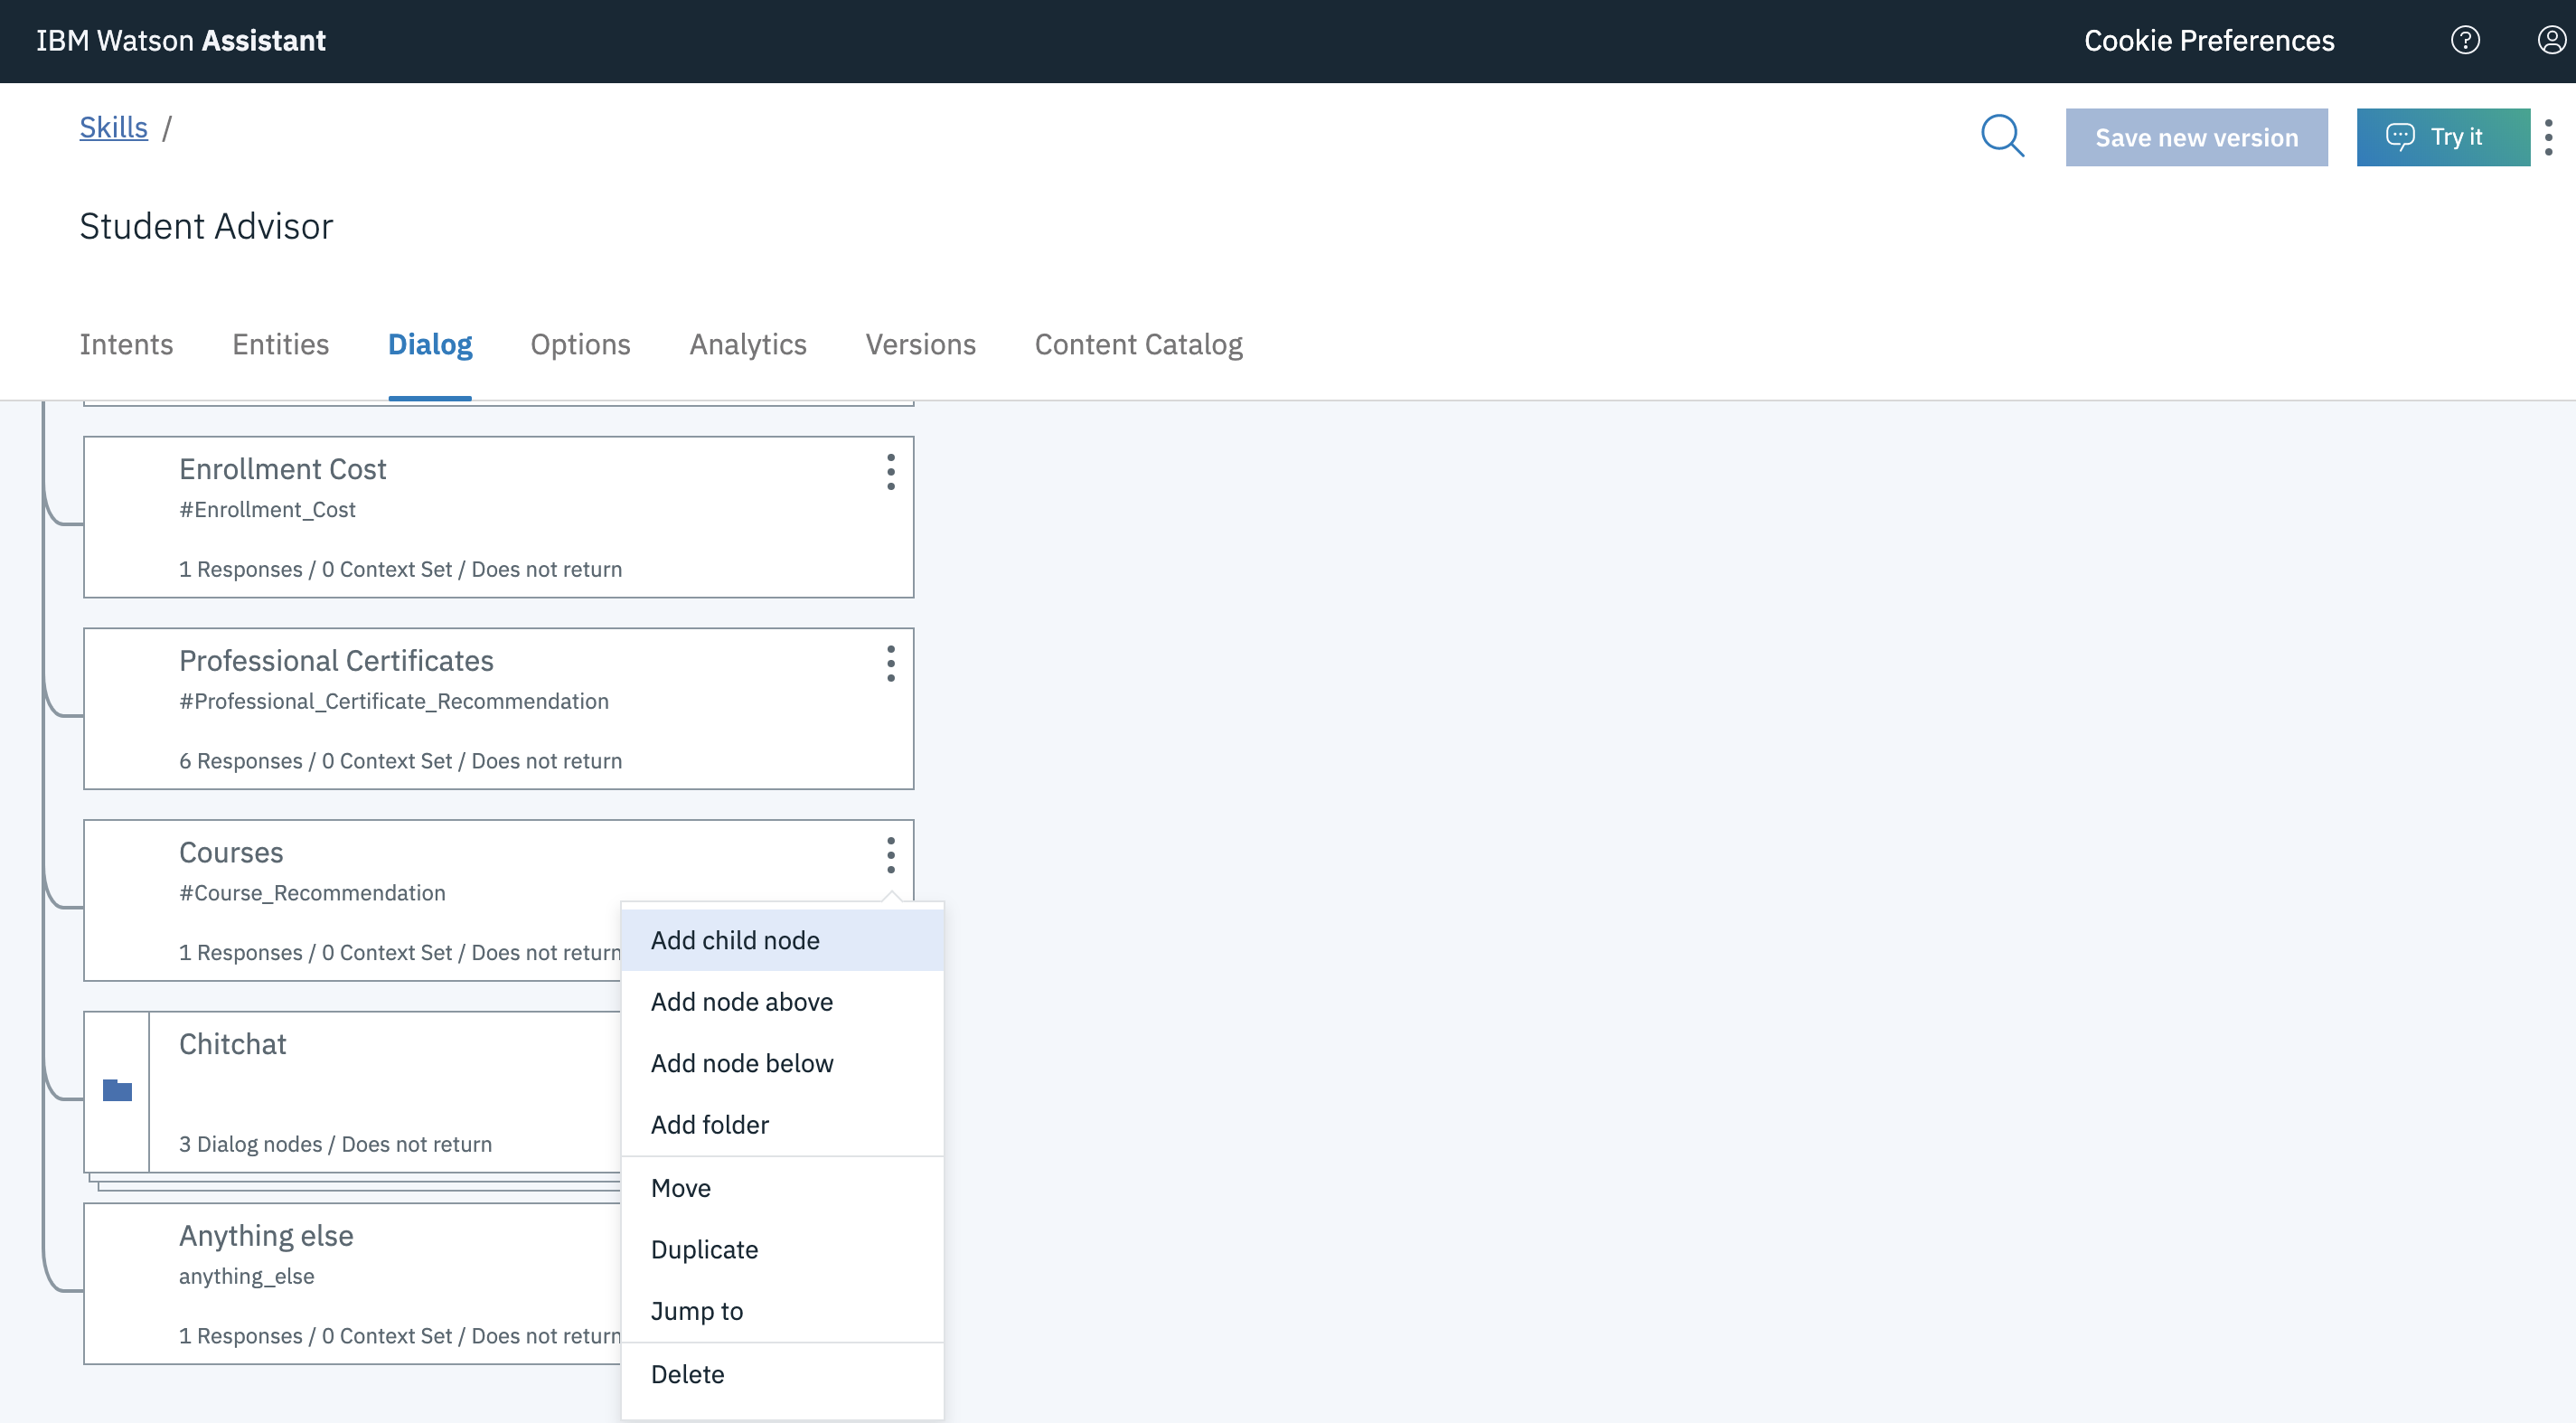 IBM Watson Assistant
Cookie Preferences
Skills /
Save new version
Try it
Student Advisor
Intents
Entities
Dialog
Options
Analytics
Versions
Content Catalog
Enrollment Cost
#Enrollment_Cost
1 Responses / 0 Context Set / Does not return
Professional Certificates
#Professional_Certificate_Recommendation
6 Responses / 0 Context Set / Does not return
Courses
#Course_Recommendation
1 Responses / 0 Context Set / Does not return
Chitchat
3 Dialog nodes / Does not return
Anything else
anything_else
1 Responses / 0 Context Set / Does not return
Add child node
Add node above
Add node below
Add folder
Move
Duplicate
Jump to
Delete